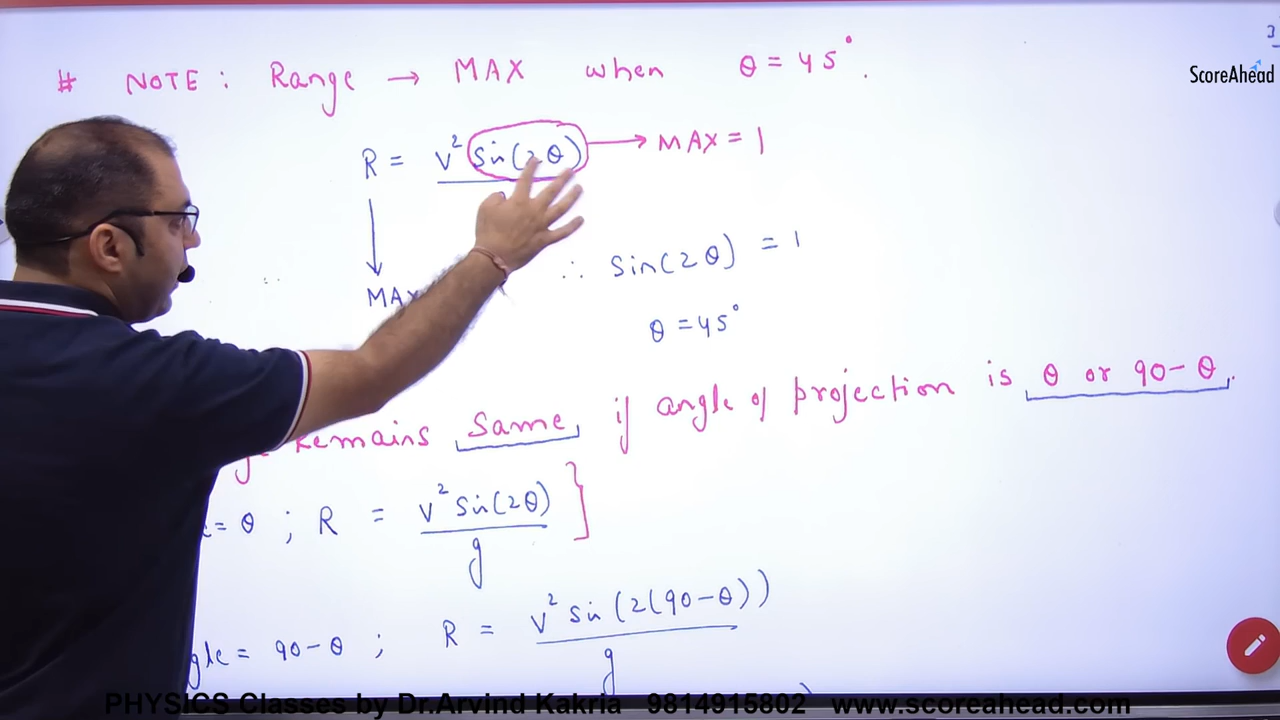 3
ScoreAhead
# NOTE : Range → MAX when θ = 45°.
R = v² sin(2θ) → MAX = 1
MAX
∴ sin(2θ) = 1
θ = 45°
remains same if angle of projection is θ or 90-θ.
= θ ; R = v² sin(2θ) / g }
= 90-θ ; R = v² sin(2(90-θ)) / g
PHYSICS Classes by Dr.Arvind Kakria 9814915802 www.scoreahead.com